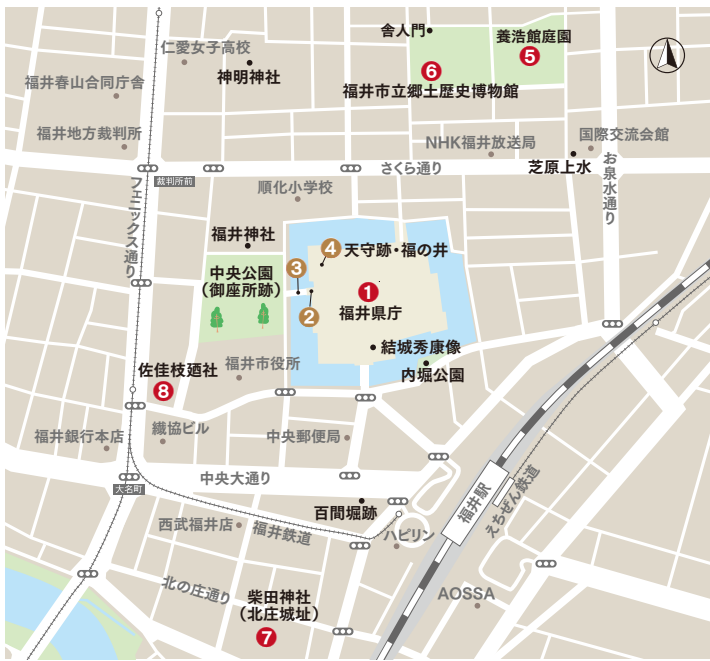 舎人門
仁愛女子高校
養浩館庭園
5
神明神社
6
福井春山合同庁舎
福井市立郷土歴史博物館
福井地方裁判所
NHK福井放送局
国際交流会館
芝原上水
さくら通り
お泉水通り
裁判所前
フェニックス通り
順化小学校
福井神社
4
天守跡・福の井
3
中央公園
(御座所跡)
1
2
福井県庁
結城秀康像
佐佳枝廼社
福井市役所
内堀公園
8
福井銀行本店
織協ビル
中央郵便局
中央大通り
大名町
福井駅
えちぜん鉄道
百間堀跡
西武福井店
福井鉄道
ハピリン
北の庄通り
柴田神社
(北庄城址)
AOSSA
7